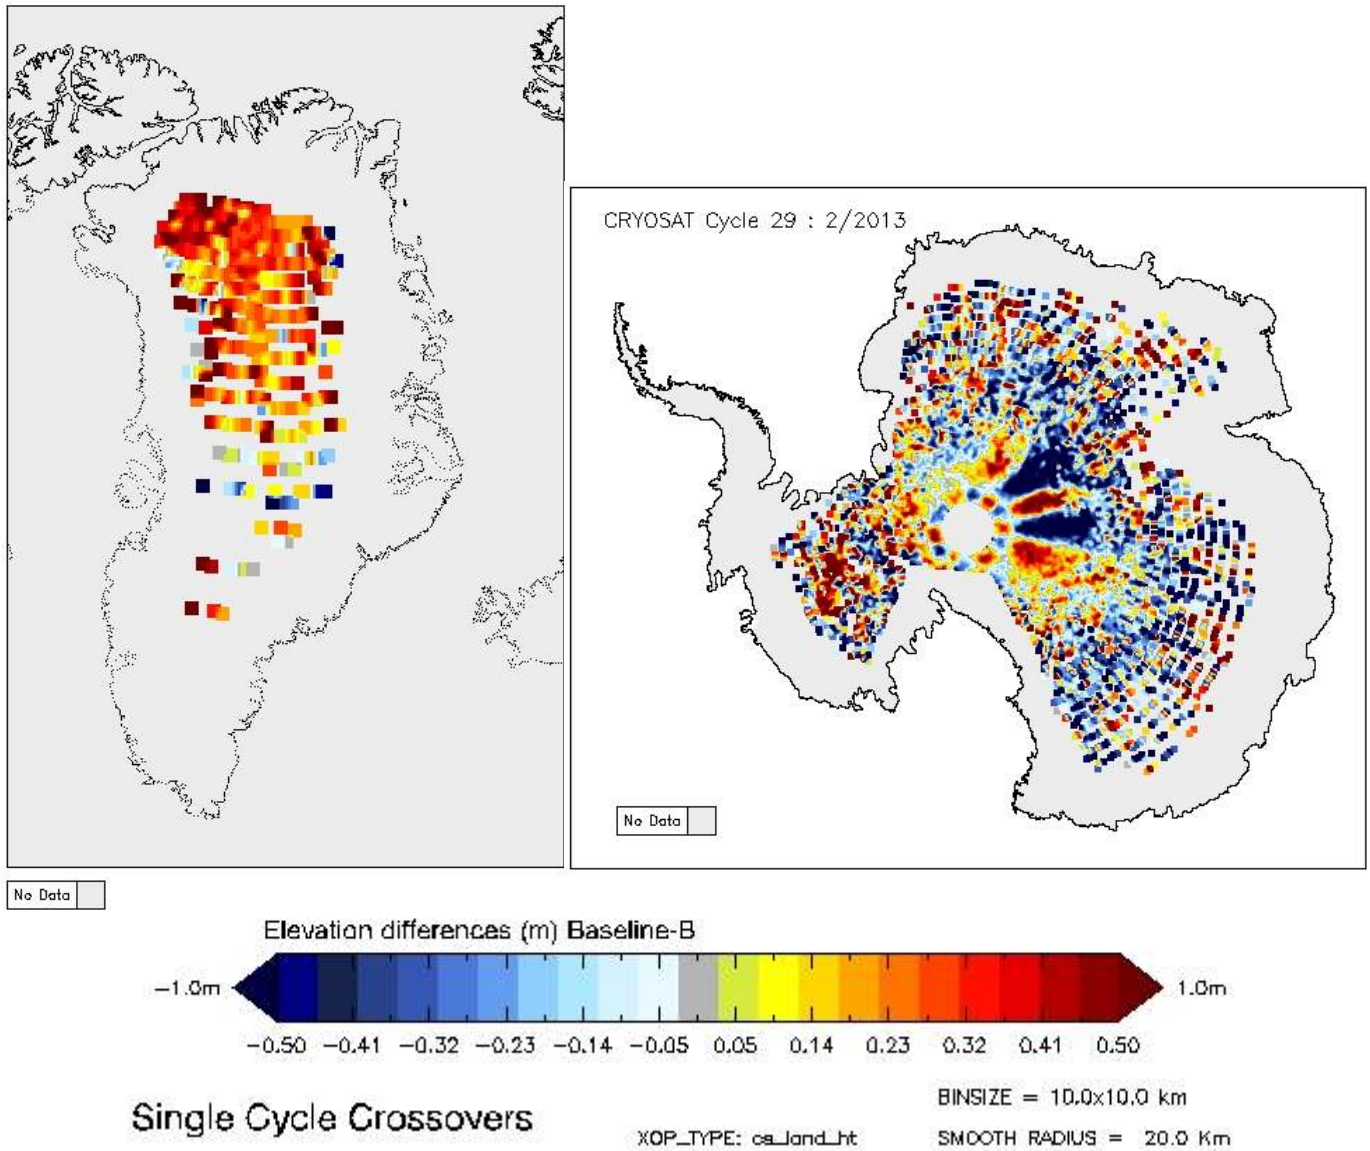 CRYOSAT Cycle 29 : 2/2013
No Data
No Data
Elevation differences (m) Baseline-B
-1.0m
1.0m
-0.50 -0.41 -0.32 -0.23 -0.14 -0.05 0.05 0.14 0.23 0.32 0.41 0.50
BINSIZE = 10.0x10.0 km
Single Cycle Crossovers
XOP_TYPE: cs_land_ht
SMOOTH RADIUS = 20.0 Km